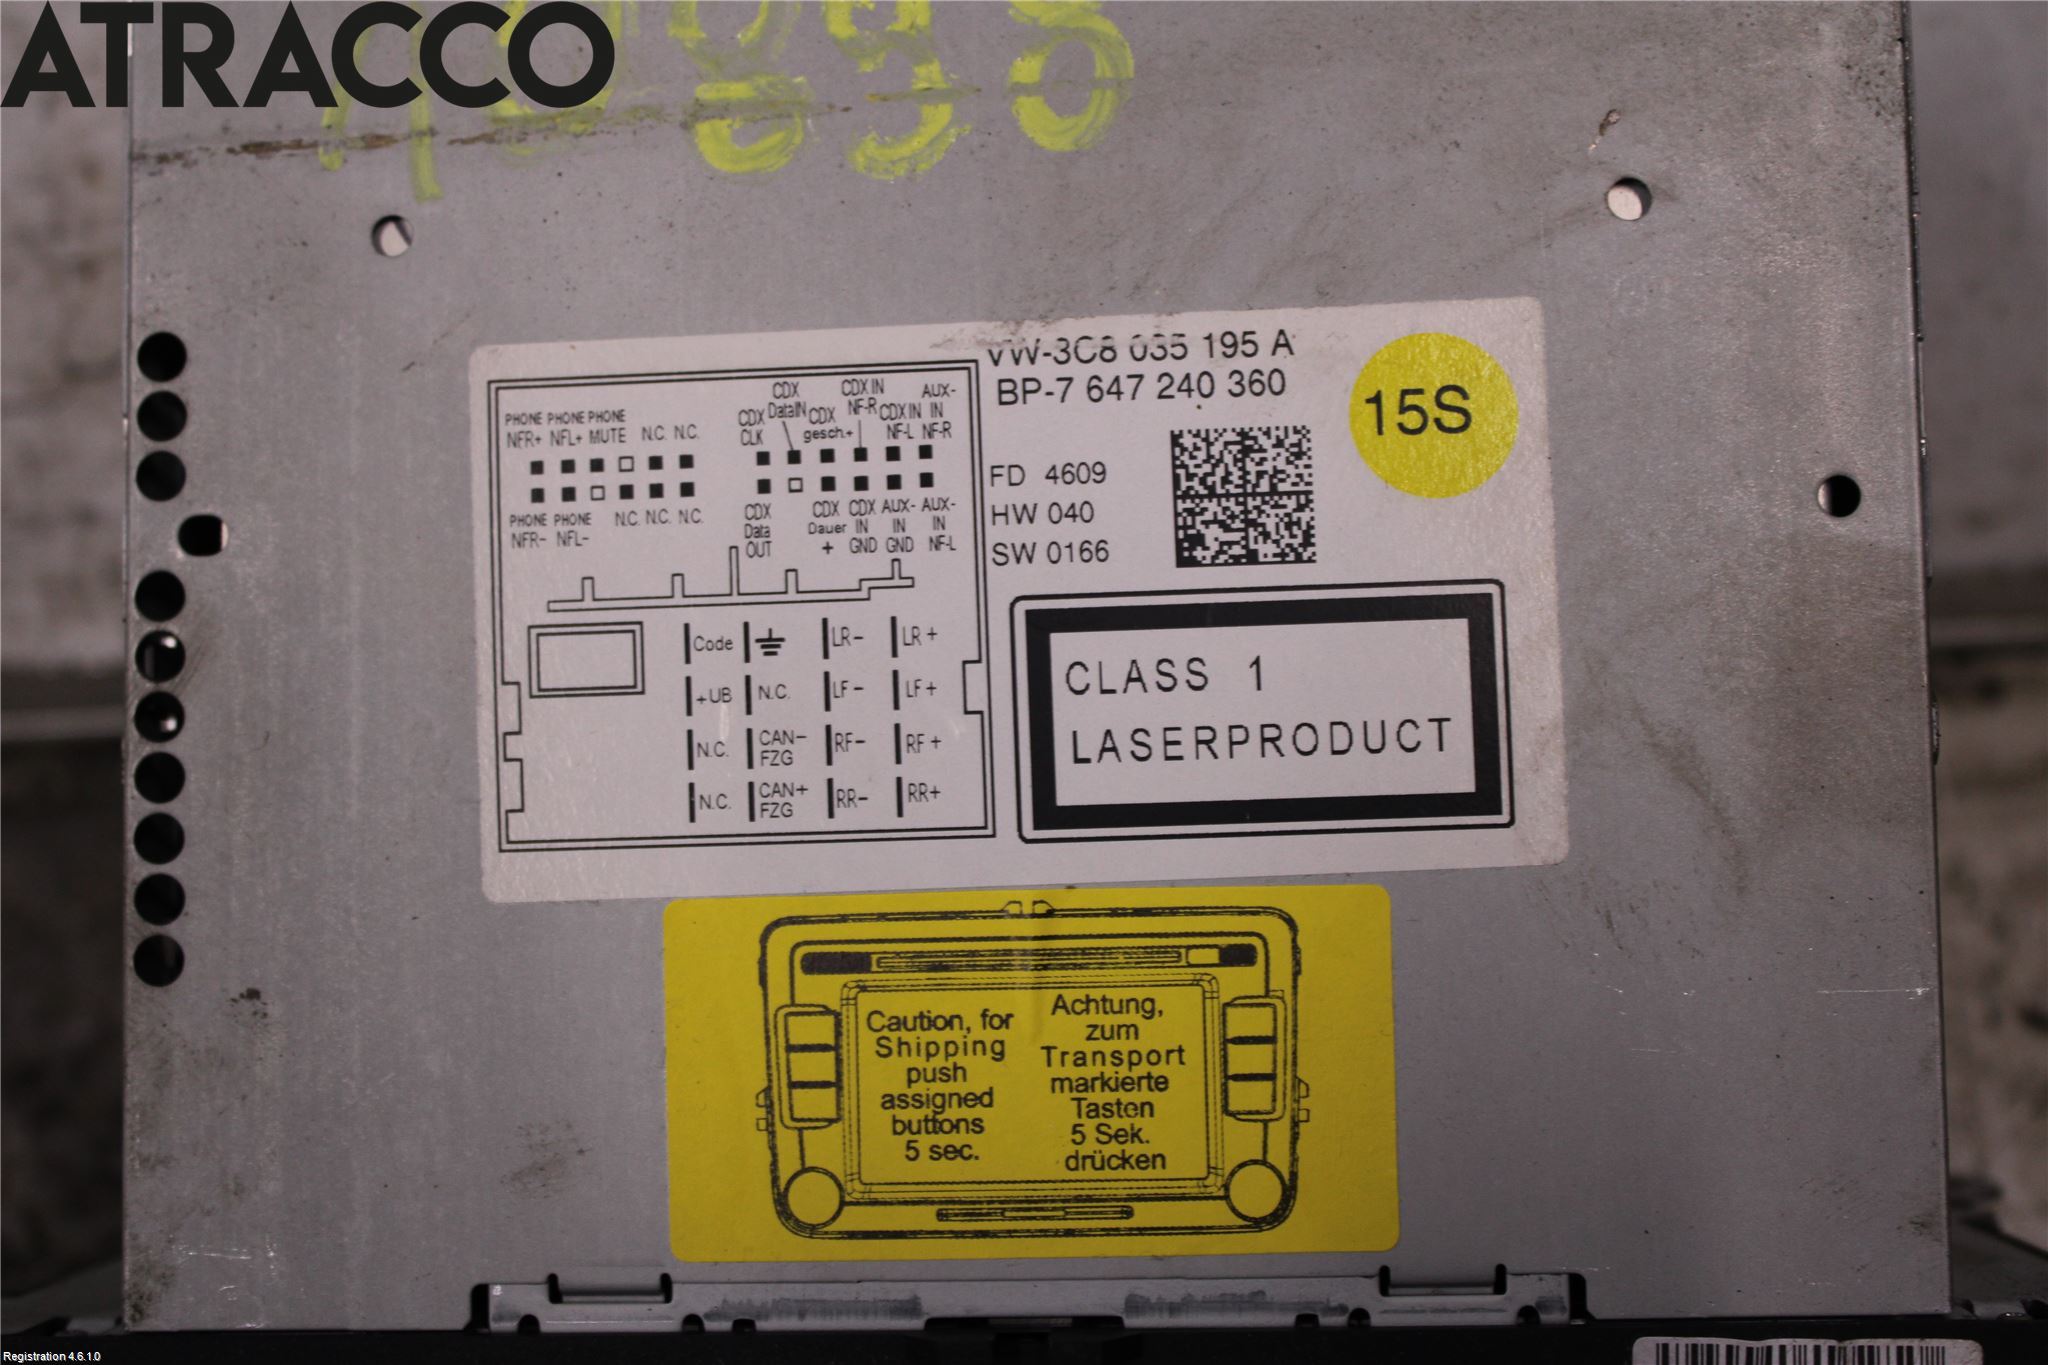 ATRACCO
VW-3C8 035 195 A
BP-7 647 240 360
15S
FD 4609
HW 040
SW 0166
PHONE PHONE PHONE
NFR+ NFL+ MUTE N.C. N.C.
PHONE PHONE
NFR- NFL-
N.C. N.C. N.C.
CDX
CLK
CDX
DataIN
CDX
gesch.+
CDX IN
NF-R
CDX IN
NF-L
AUX-
IN
NF-R
CDX
Data
OUT
CDX
Dauer
+
CDX
IN
GND
AUX-
IN
GND
AUX-
IN
NF-L
Code LR- LR+
+UB N.C. LF- LF+
N.C. CAN-
FZG RF- RF+
N.C. CAN+
FZG RR- RR+
CLASS 1
LASERPRODUCT
Caution, for
Shipping
push
assigned
buttons
5 sec.
Achtung,
zum
Transport
markierte
Tasten
5 Sek.
drücken
Registration 4.6.1.0